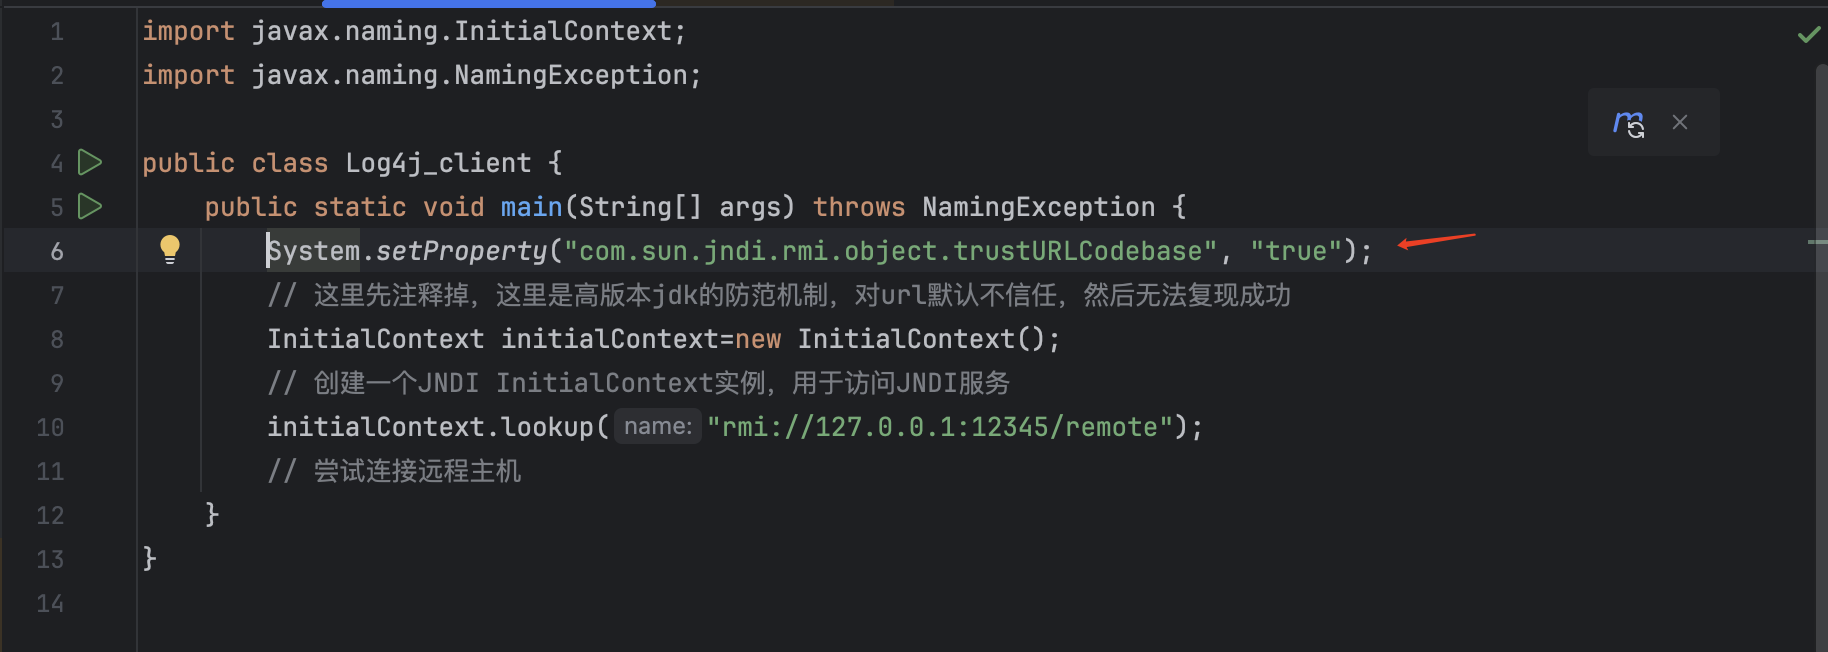 1 import javax.naming.InitialContext;
2 import javax.naming.NamingException;
3
4 public class Log4j_client {
5 public static void main(String[] args) throws NamingException {
6 System.setProperty("com.sun.jndi.rmi.object.trustURLCodebase", "true");
7 // 这里先注释掉，这里是高版本jdk的防范机制，对url默认不信任，然后无法复现成功
8 InitialContext initialContext=new InitialContext();
9 // 创建一个JNDI InitialContext实例，用于访问JNDI服务
10 initialContext.lookup( name: "rmi://127.0.0.1:12345/remote");
11 // 尝试连接远程主机
12 }
13 }
14